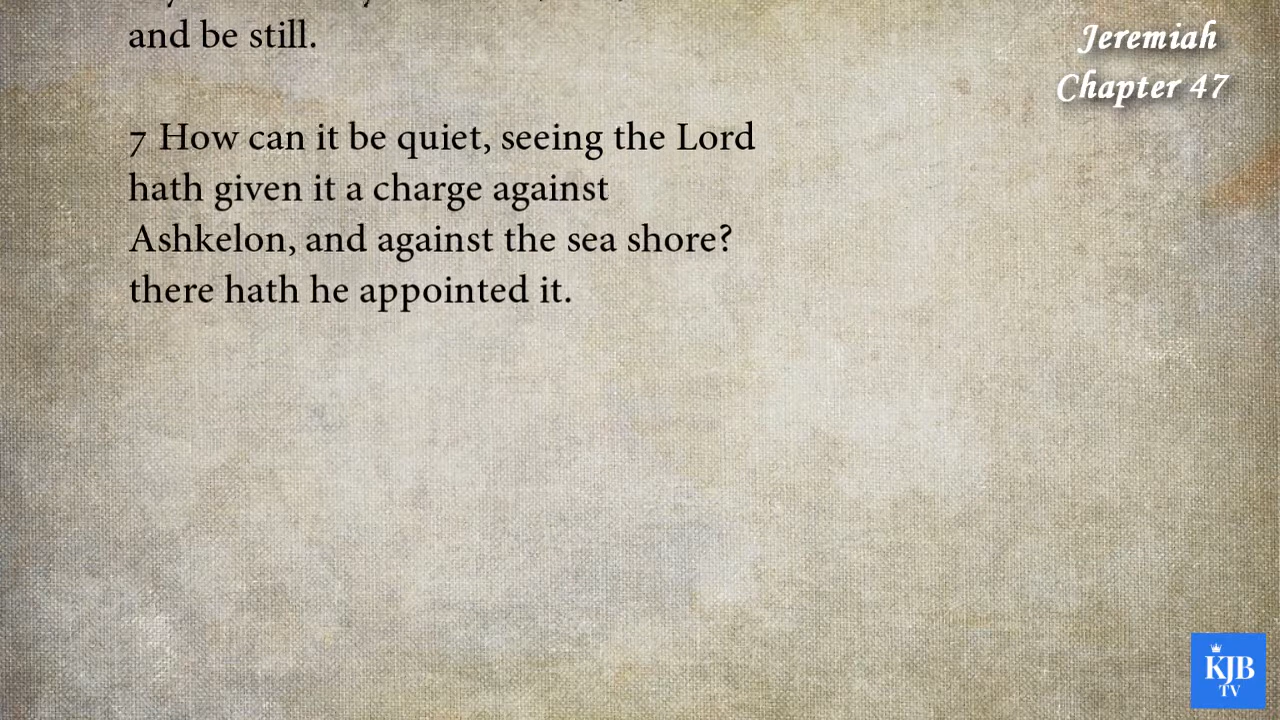 and be still.
Jeremiah
Chapter 47
7 How can it be quiet, seeing the Lord
hath given it a charge against
Ashkelon, and against the sea shore?
there hath he appointed it.
KJB
TV